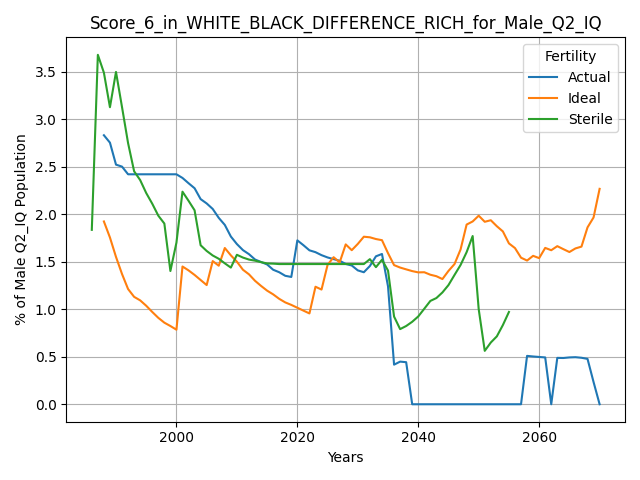 Score_6_in_WHITE_BLACK_DIFFERENCE_RICH_for_Male_Q2_IQ
Fertility
Actual
Ideal
Sterile
% of Male Q2_IQ Population
3.5
3.0
2.5
2.0
1.5
1.0
0.5
0.0
2000
2020
2040
2060
Years